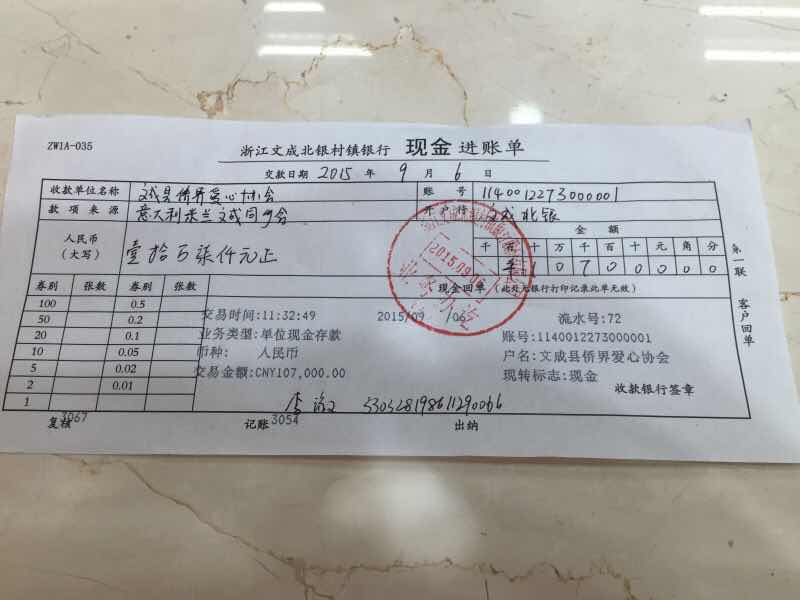 ZW1A-035
浙江文成北银村镇银行 现金进账单
交款日期 2015 年 9 月 6 日
收款单位名称 文成县侨界爱心协会 账 号 1140012273000001
款项来源 意大利米兰文成同乡会 开户行 文成北银
人民币
(大写)
壹拾万柒仟元正
金 额
千 百 十 万 千 百 十 元 角 分
¥ 1 0 7 0 0 0 0 0
2015.09.06
现金回单 (此处无银行打印记录此单无效)
第一联 客户回单
券别 张数 券别 张数
100 0.5
50 0.2
20 0.1
10 0.05
5 0.02
2 0.01
1
交易时间:11:32:49 2015/09 /06 流水号:72
业务类型:单位现金存款 账号:1140012273000001
币种: 人民币 户名:文成县侨界爱心协会
交易金额:CNY107,000.00 现转标志:现金
收款银行签章
复核 3067 记账 3054 出纳